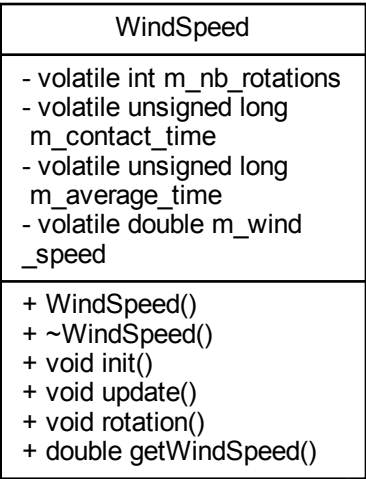 WindSpeed
- volatile int m_nb_rotations
- volatile unsigned long
m_contact_time
- volatile unsigned long
m_average_time
- volatile double m_wind
_speed
+ WindSpeed()
+ ~WindSpeed()
+ void init()
+ void update()
+ void rotation()
+ double getWindSpeed()